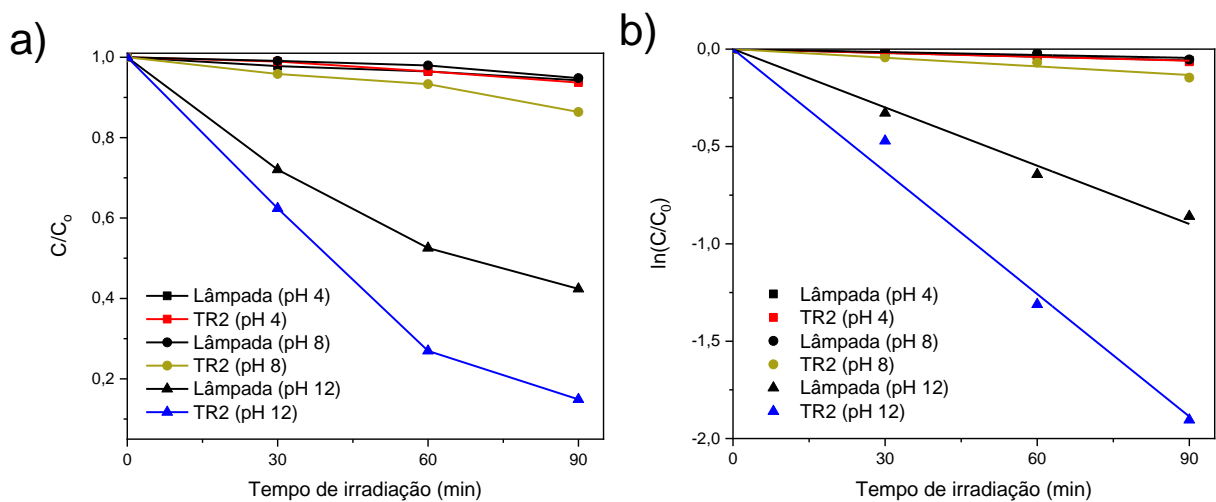 a)
1,0
0,8
0,6
0,4
0,2
C/C₀
Lâmpada (pH 4)
TR2 (pH 4)
Lâmpada (pH 8)
TR2 (pH 8)
Lâmpada (pH 12)
TR2 (pH 12)
0 30 60 90
Tempo de irradiação (min)
b)
0,0
-0,5
-1,0
-1,5
-2,0
ln(C/C₀)
Lâmpada (pH 4)
TR2 (pH 4)
Lâmpada (pH 8)
TR2 (pH 8)
Lâmpada (pH 12)
TR2 (pH 12)
0 30 60 90
Tempo de irradiação (min)